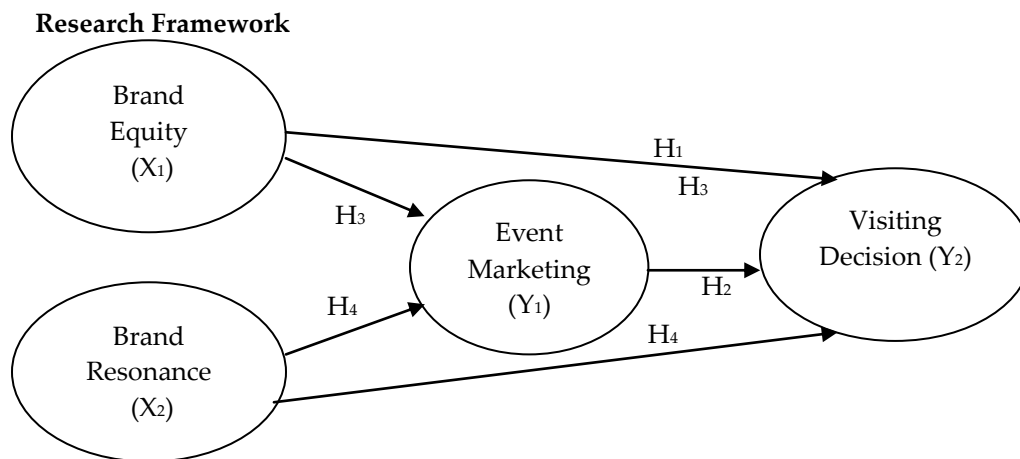 Research Framework
Brand
Equity
(X₁)
H₁
H₃
H₃
Event
Marketing
(Y₁)
Visiting
Decision (Y₂)
H₂
H₄
H₄
Brand
Resonance
(X₂)